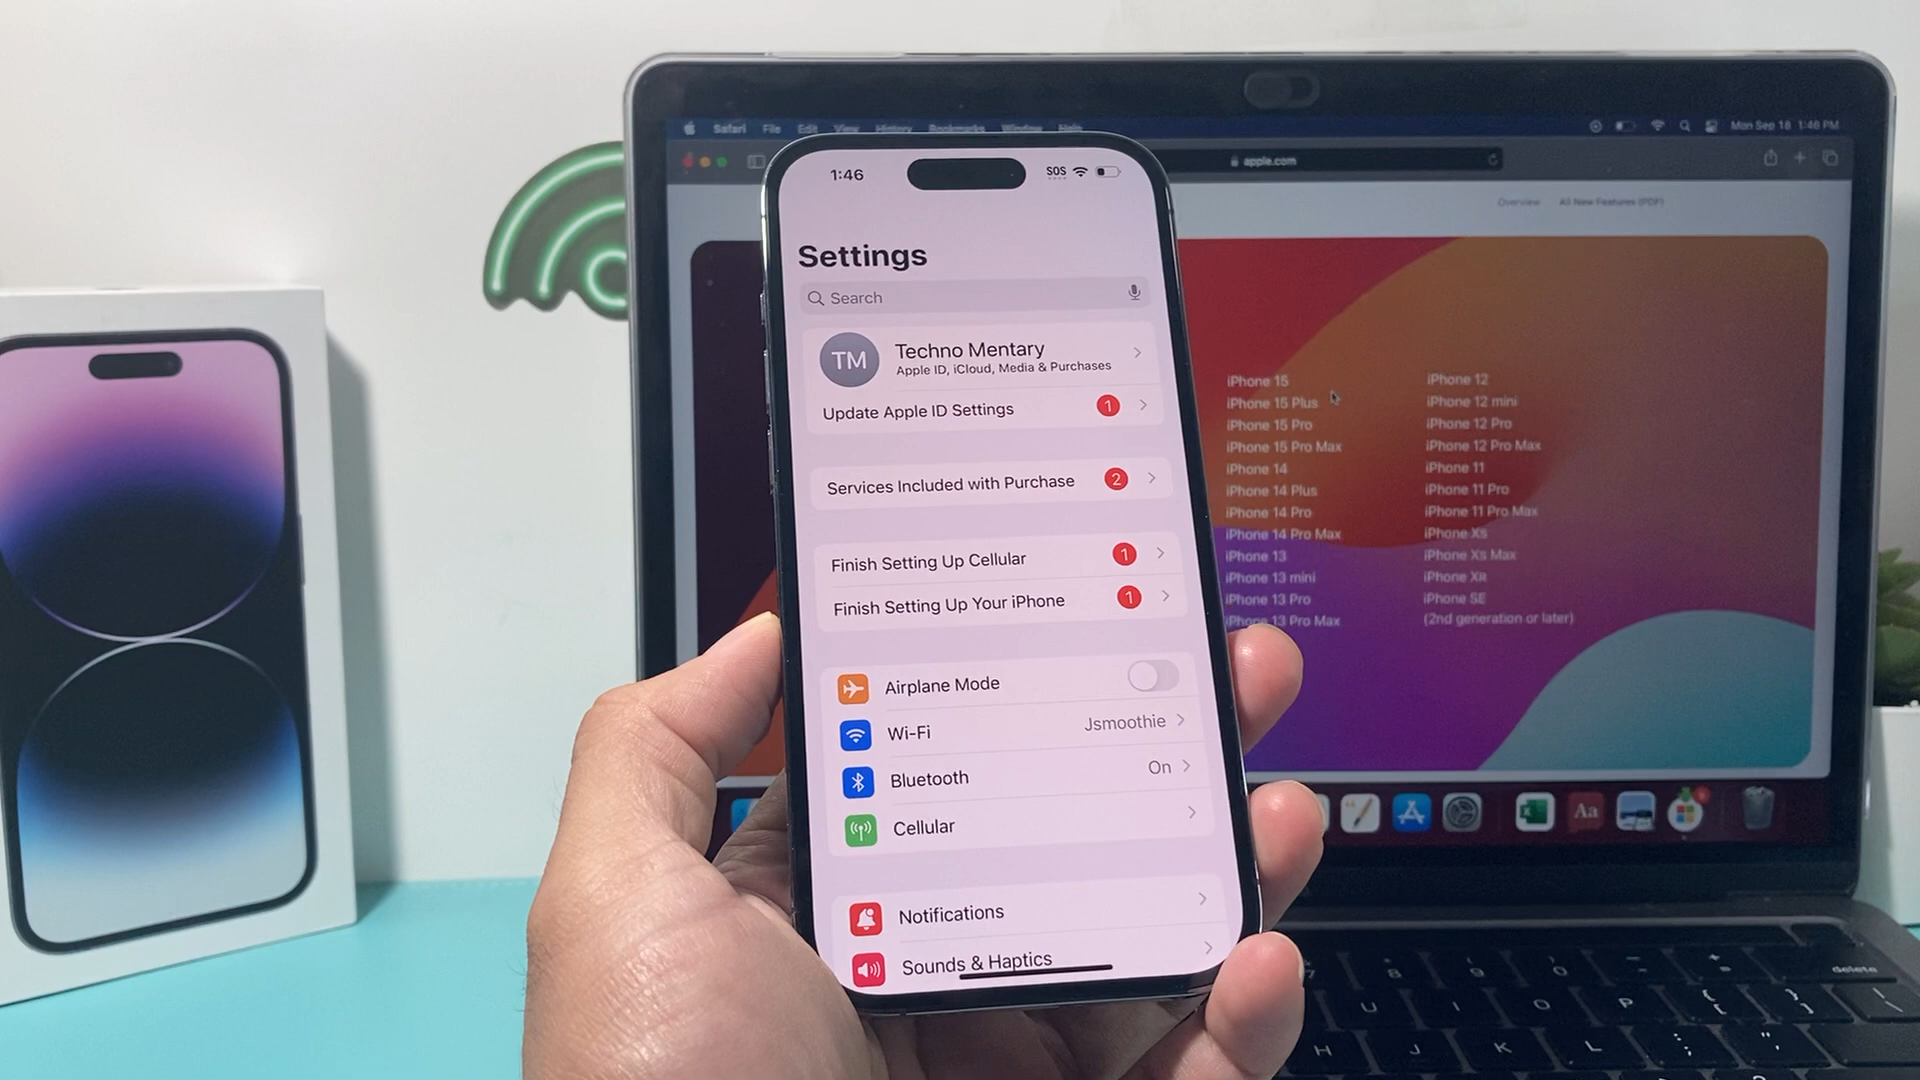 Safari File Edit View History Bookmarks Window Help
Mon Sep 18 1:46 PM
apple.com
Overview All New Features (PDF)
1:46 SOS
Settings
Search
TM
Techno Mentary
Apple ID, iCloud, Media & Purchases
Update Apple ID Settings 1
Services Included with Purchase 2
Finish Setting Up Cellular 1
Finish Setting Up Your iPhone 1
Airplane Mode
Wi-Fi Jsmoothie
Bluetooth On
Cellular
Notifications
Sounds & Haptics
iPhone 15
iPhone 15 Plus
iPhone 15 Pro
iPhone 15 Pro Max
iPhone 14
iPhone 14 Plus
iPhone 14 Pro
iPhone 14 Pro Max
iPhone 13
iPhone 13 mini
iPhone 13 Pro
iPhone 13 Pro Max
iPhone 12
iPhone 12 mini
iPhone 12 Pro
iPhone 12 Pro Max
iPhone 11
iPhone 11 Pro
iPhone 11 Pro Max
iPhone Xs
iPhone Xs Max
iPhone XR
iPhone SE
(2nd generation or later)
Aa
7 8 9 0 - + =
delete
U I O P { [ } ]
H J K L : ; " '